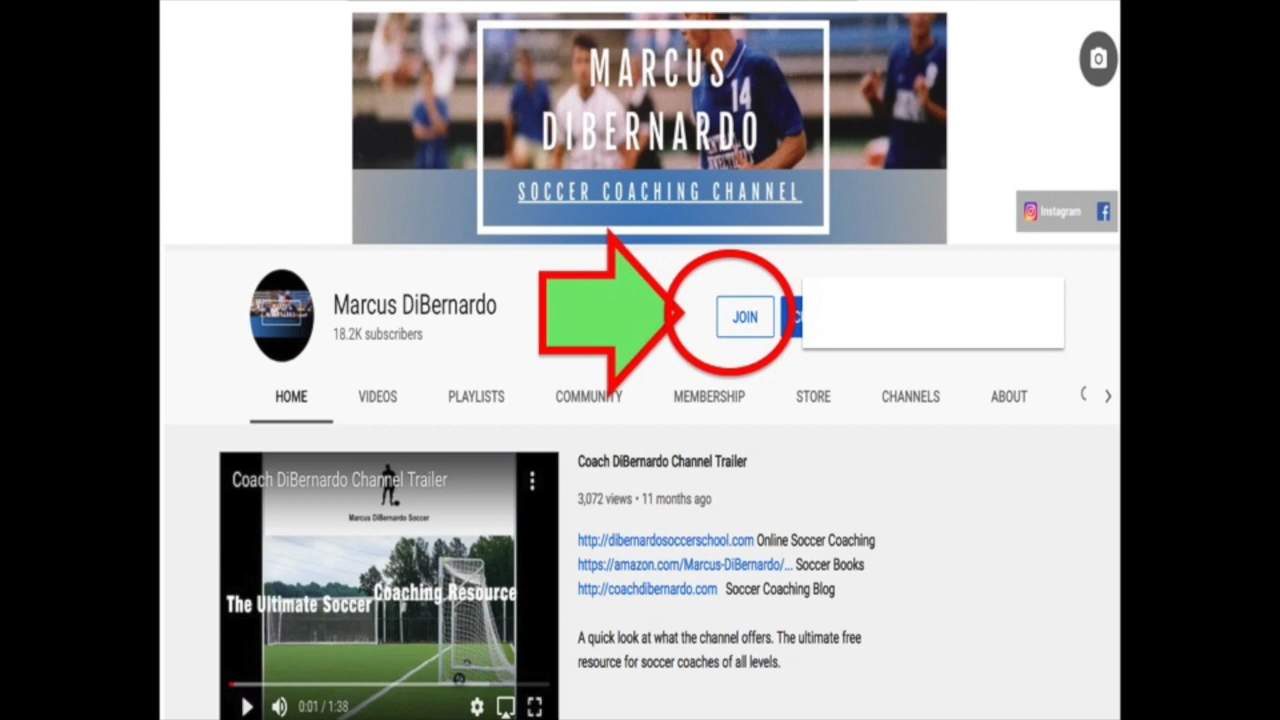 MARCUS
DIBERNARDO
14
SOCCER COACHING CHANNEL
Instagram
Marcus DiBernardo
18.2K subscribers
JOIN
HOME VIDEOS PLAYLISTS COMMUNITY MEMBERSHIP STORE CHANNELS ABOUT
Coach DiBernardo Channel Trailer
Marcus DiBernardo Soccer
The Ultimate Soccer Coaching Resource
0:01 / 1:38
Coach DiBernardo Channel Trailer
3,072 views • 11 months ago
http://dibernardosoccerschool.com Online Soccer Coaching
https://amazon.com/Marcus-DiBernardo/... Soccer Books
http://coachdibernardo.com Soccer Coaching Blog
A quick look at what the channel offers. The ultimate free
resource for soccer coaches of all levels.